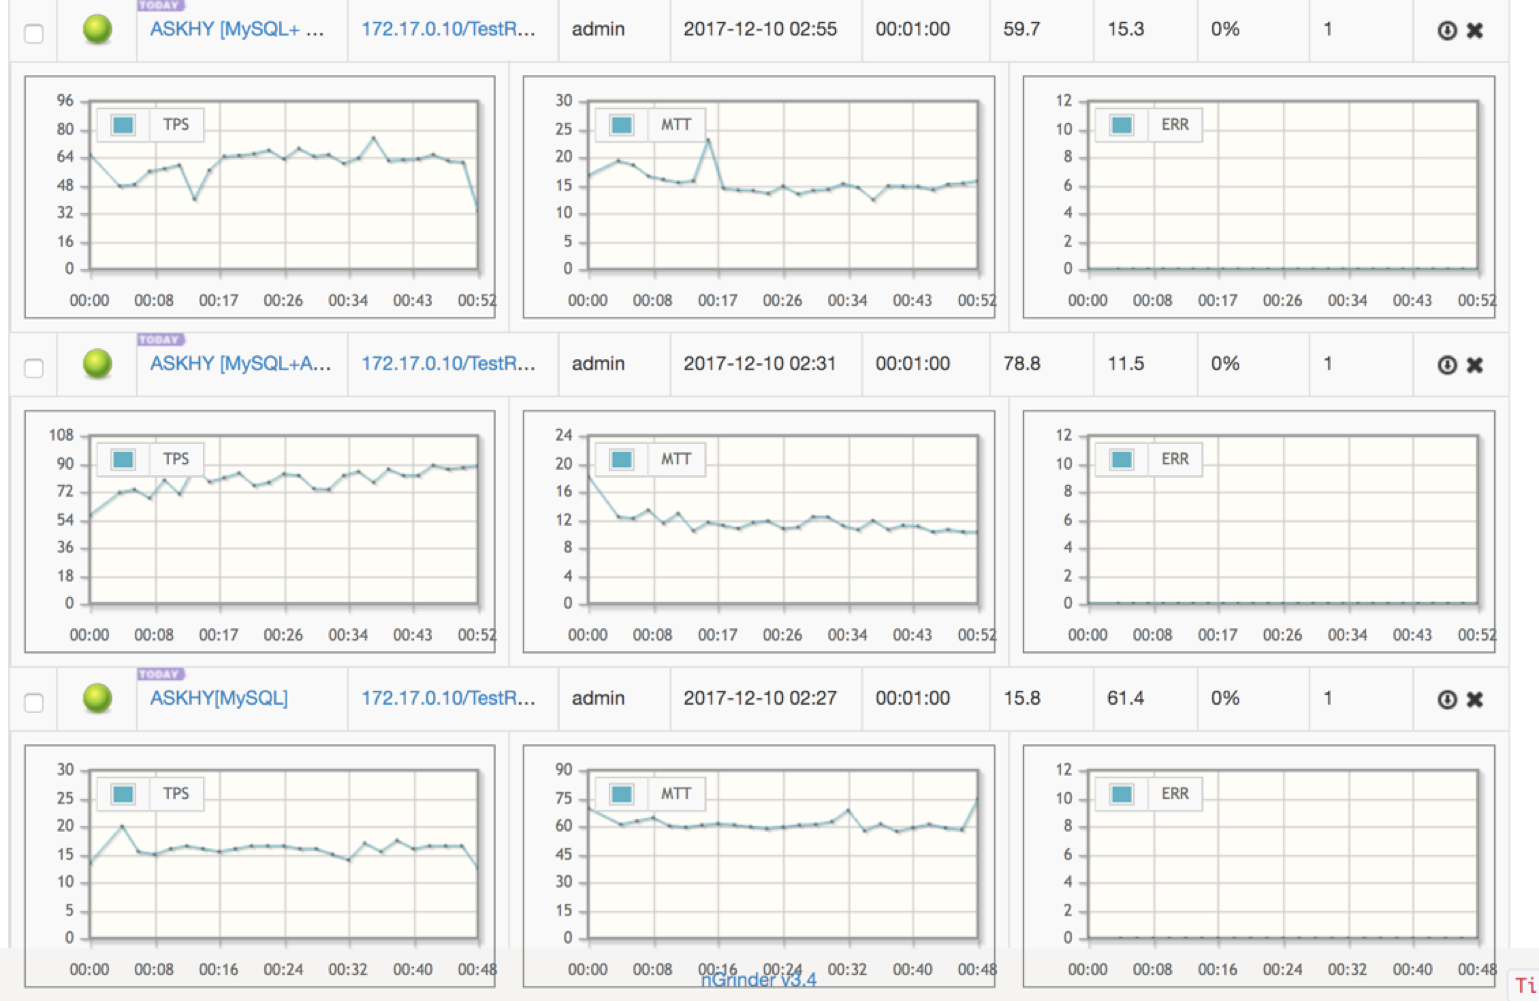 TODAY
ASKHY [MySQL+ ... 172.17.0.10/TestR... admin 2017-12-10 02:55 00:01:00 59.7 15.3 0% 1
TPS
96
80
64
48
32
16
0
00:00 00:08 00:17 00:26 00:34 00:43 00:52
MTT
30
25
20
15
10
5
0
00:00 00:08 00:17 00:26 00:34 00:43 00:52
ERR
12
10
8
6
4
2
0
00:00 00:08 00:17 00:26 00:34 00:43 00:52
TODAY
ASKHY [MySQL+A... 172.17.0.10/TestR... admin 2017-12-10 02:31 00:01:00 78.8 11.5 0% 1
TPS
108
90
72
54
36
18
0
00:00 00:08 00:17 00:26 00:34 00:43 00:52
MTT
24
20
16
12
8
4
0
00:00 00:08 00:17 00:26 00:34 00:43 00:52
ERR
12
10
8
6
4
2
0
00:00 00:08 00:17 00:26 00:34 00:43 00:52
TODAY
ASKHY[MySQL] 172.17.0.10/TestR... admin 2017-12-10 02:27 00:01:00 15.8 61.4 0% 1
TPS
30
25
20
15
10
5
0
00:00 00:08 00:16 00:24 00:32 00:40 00:48
MTT
90
75
60
45
30
15
0
00:00 00:08 00:16 00:24 00:32 00:40 00:48
ERR
12
10
8
6
4
2
0
00:00 00:08 00:16 00:24 00:32 00:40 00:48
nGrinder v3.4
Ti